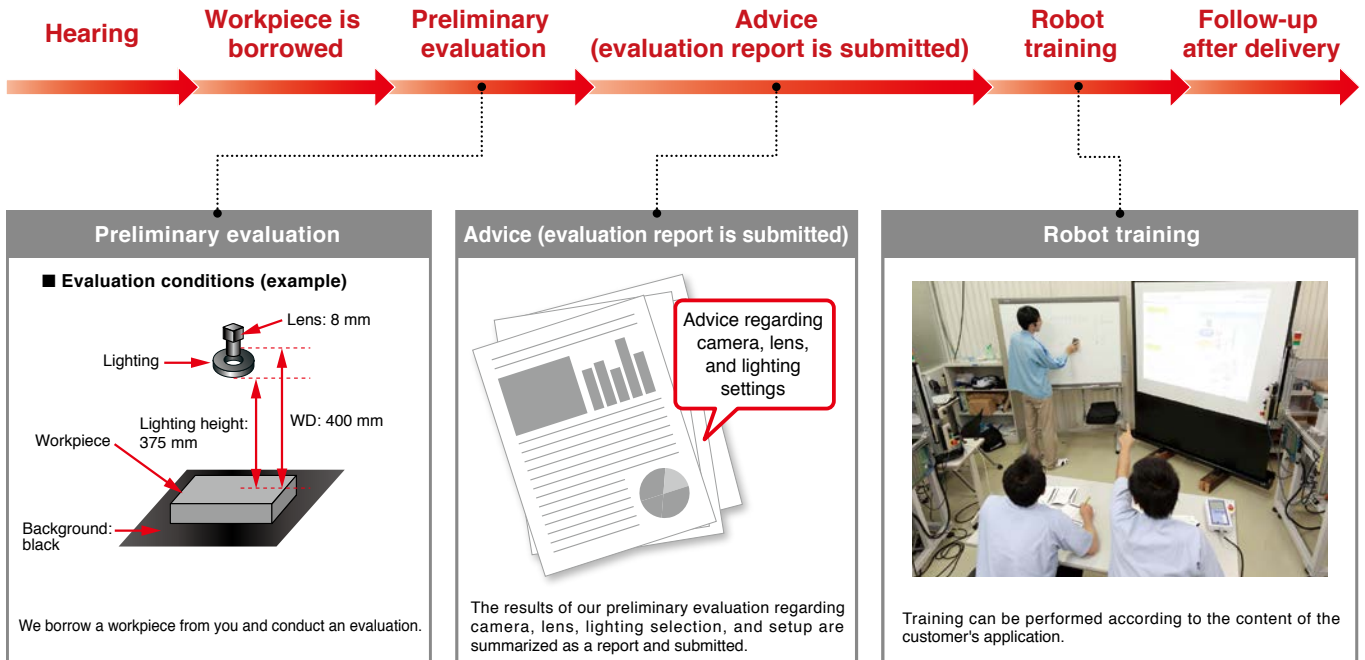 Hearing
Workpiece is
borrowed
Preliminary
evaluation
Advice
(evaluation report is submitted)
Robot
training
Follow-up
after delivery
Preliminary evaluation
■ Evaluation conditions (example)
Lens: 8 mm
Lighting
Lighting height:
375 mm
WD: 400 mm
Workpiece
Background:
black
We borrow a workpiece from you and conduct an evaluation.
Advice (evaluation report is submitted)
Advice regarding
camera, lens,
and lighting
settings
The results of our preliminary evaluation regarding
camera, lens, lighting selection, and setup are
summarized as a report and submitted.
Robot training
Training can be performed according to the content of the
customer's application.